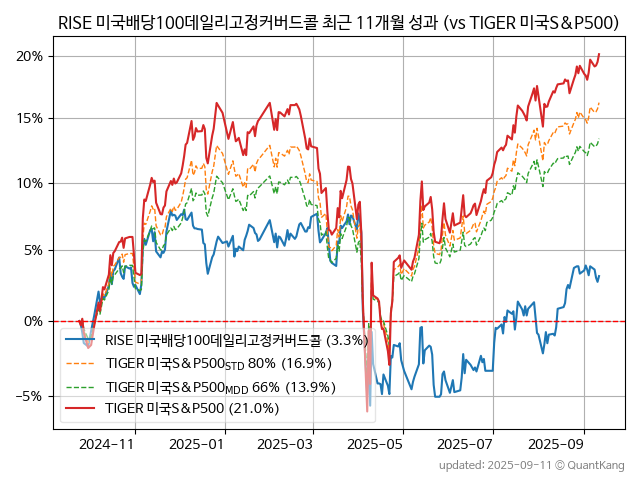 RISE 미국배당100데일리고정커버드콜 최근 11개월 성과 (vs TIGER 미국S&P500)
20%
15%
10%
5%
0%
−5%
RISE 미국배당100데일리고정커버드콜 (3.3%)
TIGER 미국S&P500STD 80% (16.9%)
TIGER 미국S&P500MDD 66% (13.9%)
TIGER 미국S&P500 (21.0%)
2024-11 2025-01 2025-03 2025-05 2025-07 2025-09
updated: 2025-09-11 © QuantKang